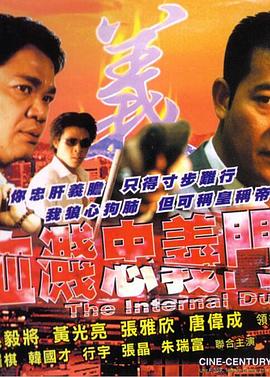 義
你忠肝義膽 只得寸步難行
我狼心狗肺 但可稱皇稱帝
血濺忠義門
The Internal Du
毅將 黃光亮 張雅欣 唐偉成 領
棋 韓國才 行宇 張晶 朱瑞富 聯合主演
CINE-CENTURY